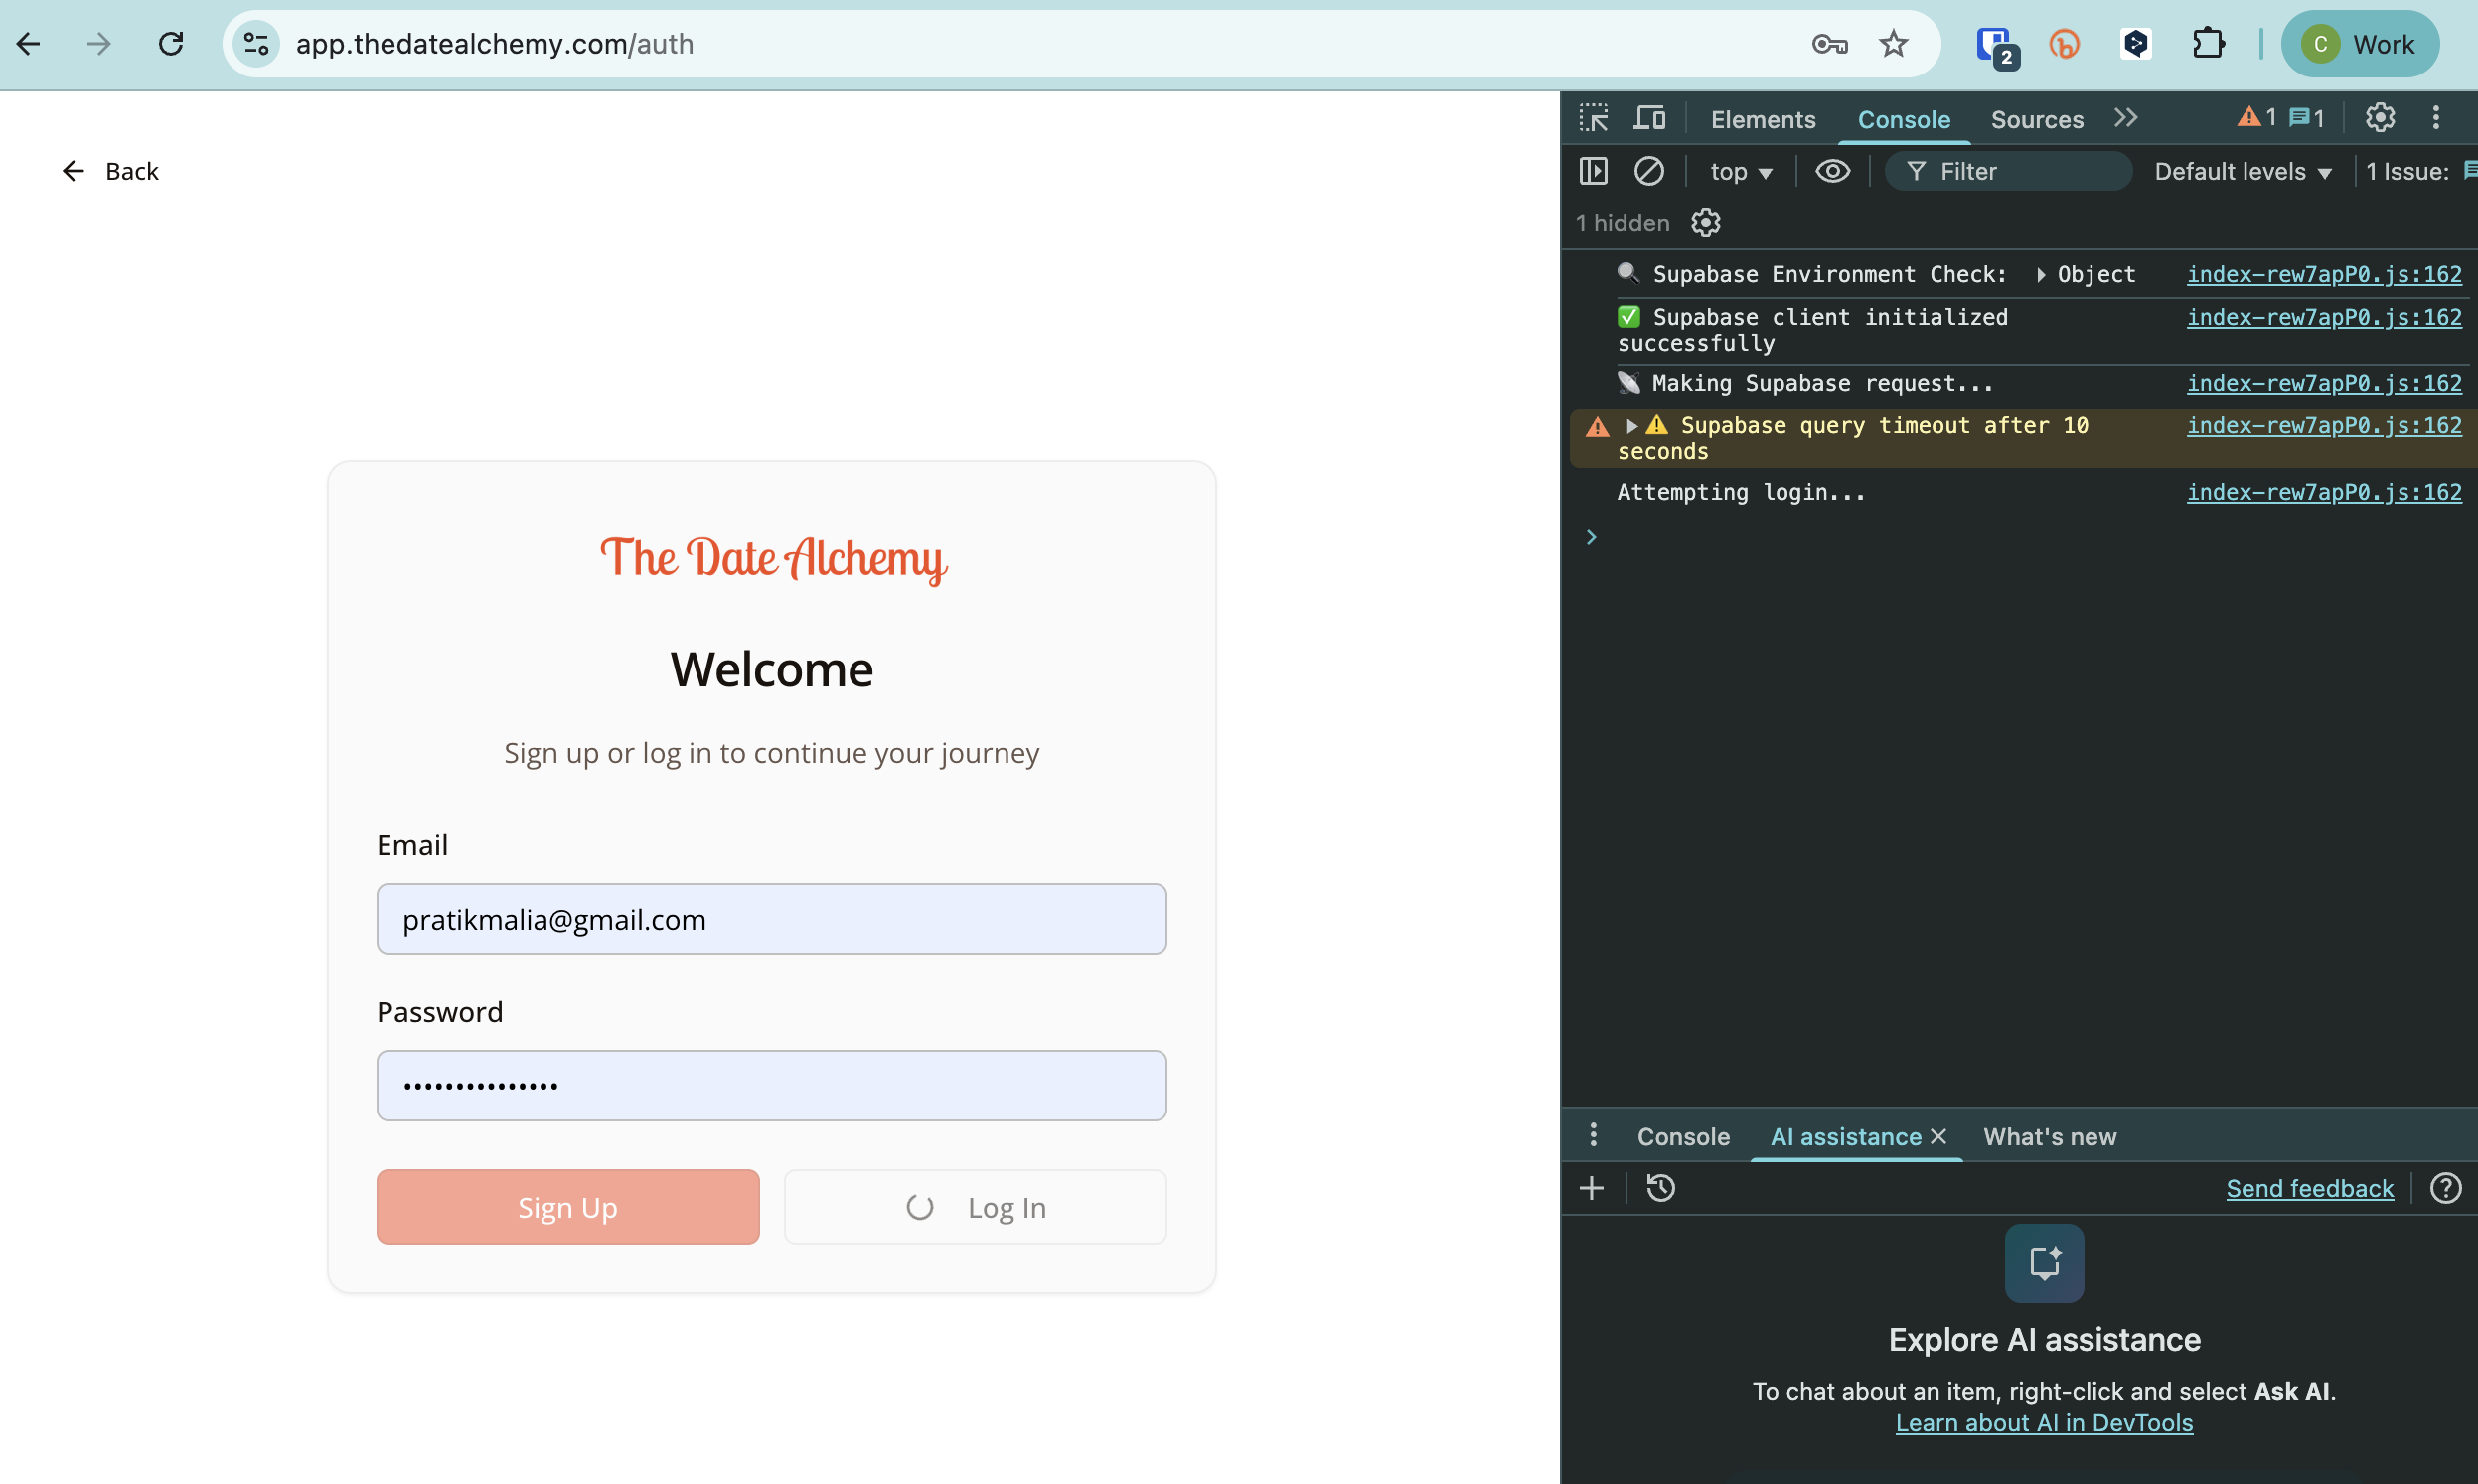 app.thedatealchemy.com/auth
2
C
Work
Back
The Date Alchemy
Welcome
Sign up or log in to continue your journey
Email
pratikmalia@gmail.com
Password
•••••••••••••••
Sign Up
Log In
Elements
Console
Sources
1
1
top
Filter
Default levels
1 Issue:
1 hidden
🔍 Supabase Environment Check: ▶ Object index-rew7apP0.js:162
✅ Supabase client initialized index-rew7apP0.js:162
successfully
📡 Making Supabase request... index-rew7apP0.js:162
▶ ⚠️ Supabase query timeout after 10 index-rew7apP0.js:162
seconds
Attempting login... index-rew7apP0.js:162
Console
AI assistance
What's new
Send feedback
Explore AI assistance
To chat about an item, right-click and select Ask AI.
Learn about AI in DevTools